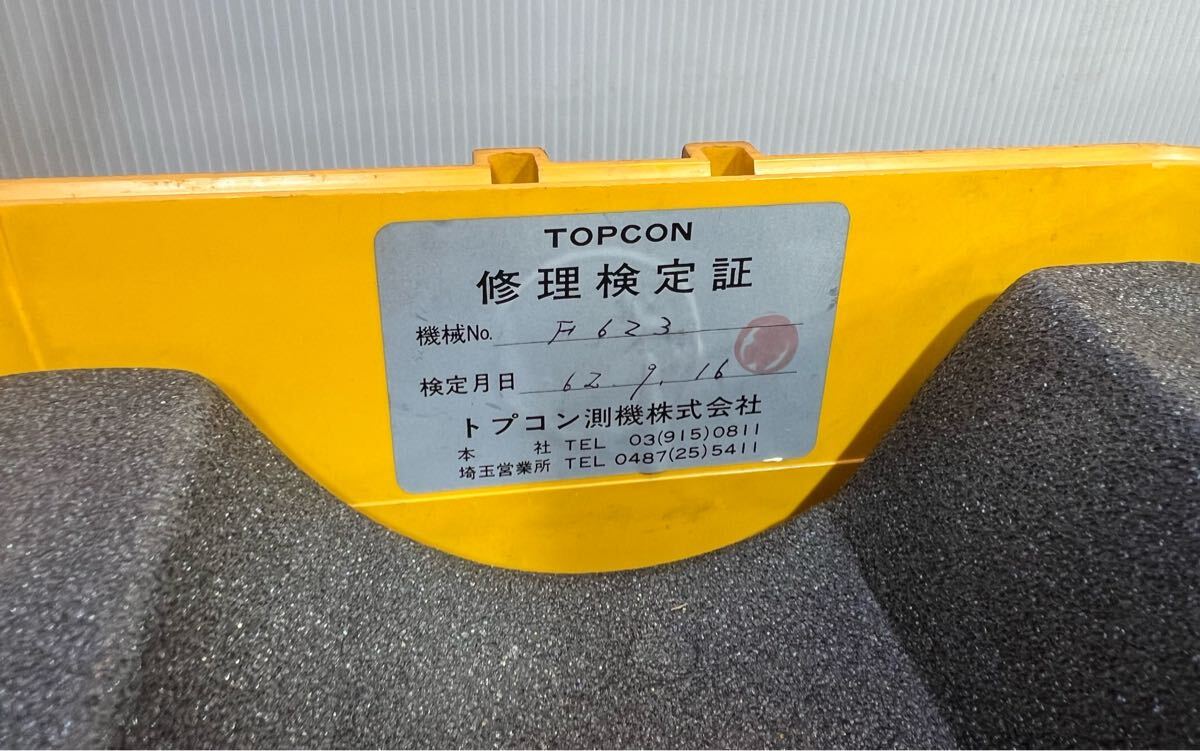 TOPCON
修理検定証
機械No. F1623
検定月日 62.9.16
トプコン測機株式会社
本 社 TEL 03(915)0811
埼玉営業所 TEL 0487(25)5411